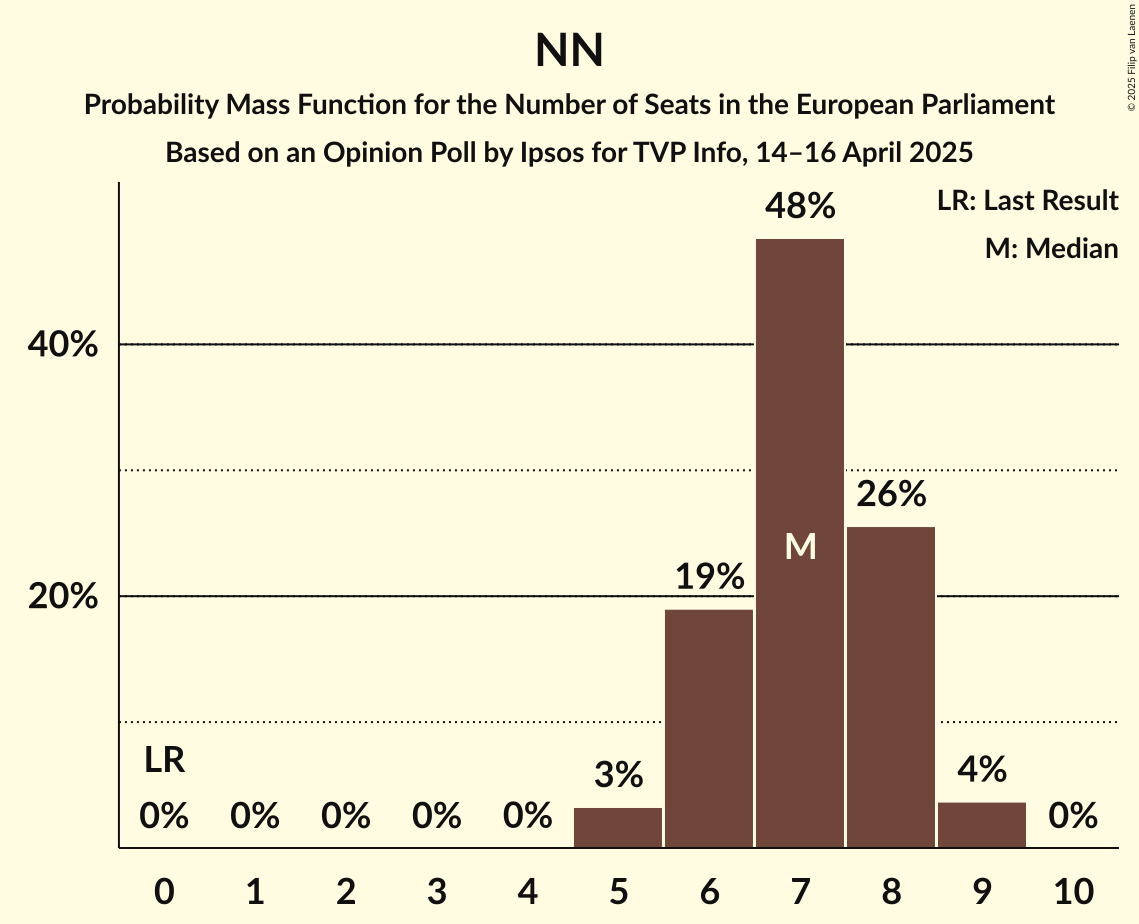 NN
Probability Mass Function for the Number of Seats in the European Parliament
Based on an Opinion Poll by Ipsos for TVP Info, 14–16 April 2025
© 2025 Filip van Laenen
LR: Last Result
M: Median
48%
40%
26%
M
19%
20%
LR
3%
4%
0% 0% 0% 0% 0% 0%
0 1 2 3 4 5 6 7 8 9 10